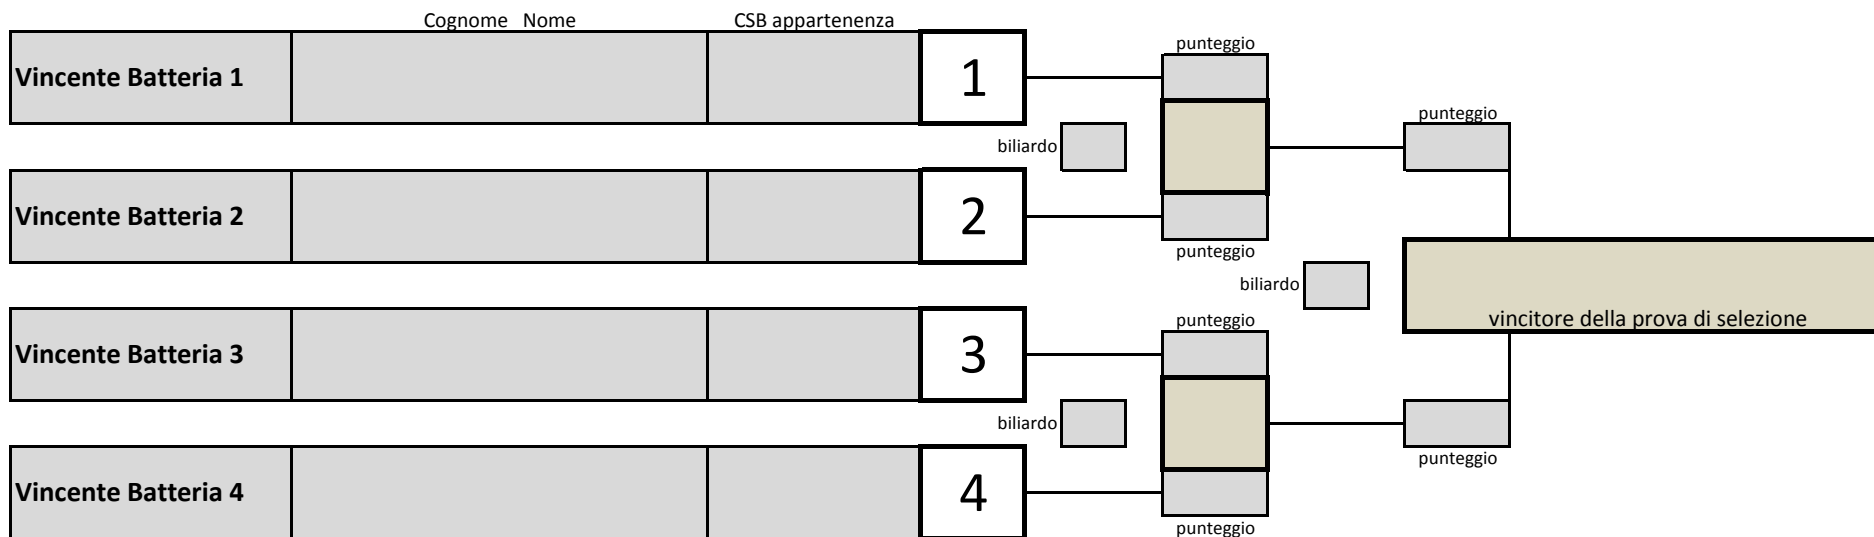 Cognome Nome CSB appartenenza
punteggio
Vincente Batteria 1 1
punteggio
biliardo
Vincente Batteria 2 2
punteggio
biliardo
vincitore della prova di selezione
punteggio
Vincente Batteria 3 3
biliardo
punteggio
Vincente Batteria 4 4
punteggio